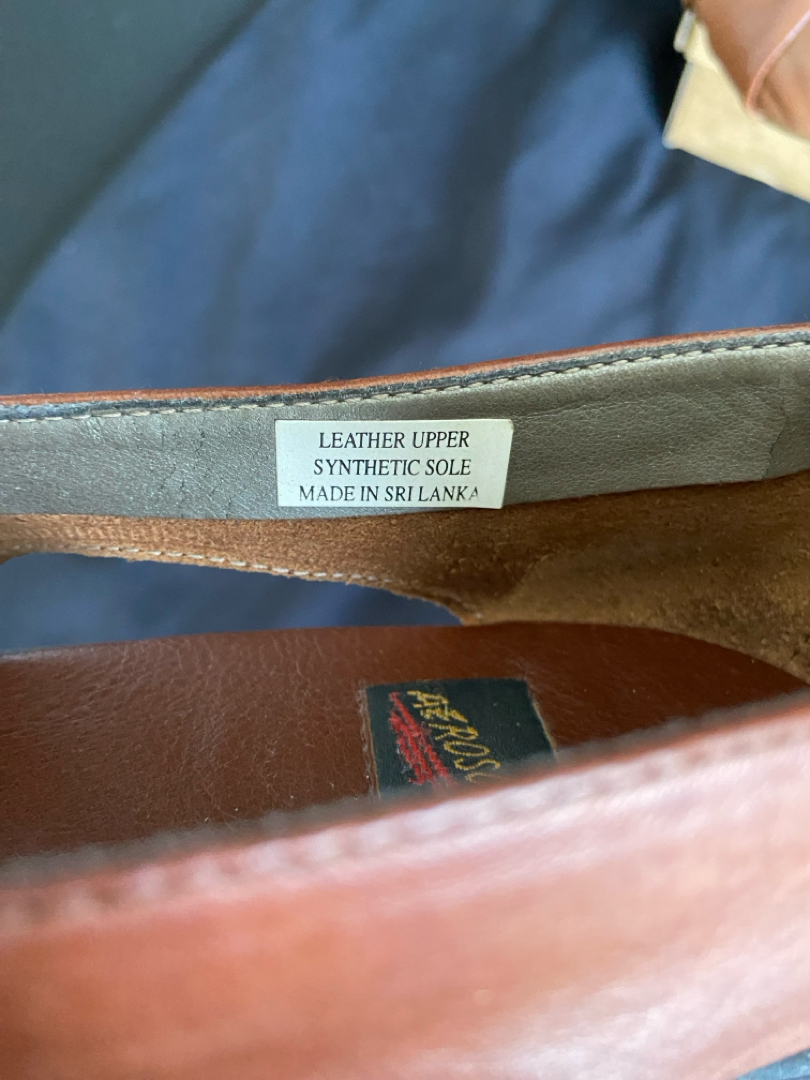 LEATHER UPPER
SYNTHETIC SOLE
MADE IN SRI LANKA